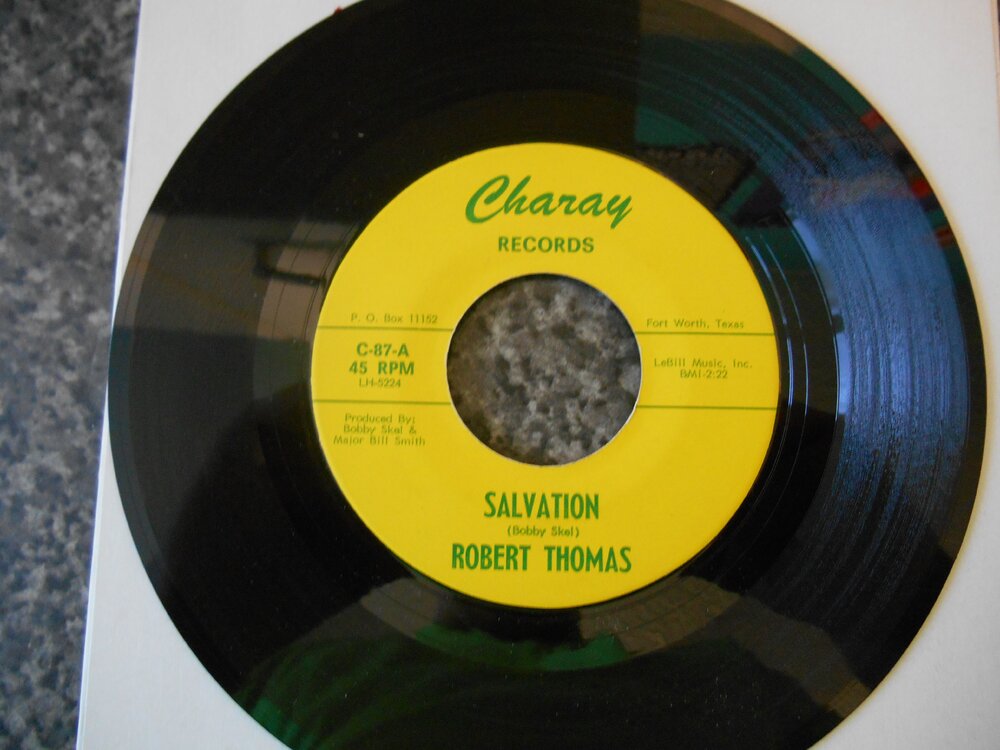 Charay
RECORDS
P. O. Box 11152
Fort Worth, Texas
C-87-A
45 RPM
LH-5224
LeBill Music, Inc.
BMI-2:22
Produced By:
Bobby Skel &
Major Bill Smith
SALVATION
(Bobby Skel)
ROBERT THOMAS